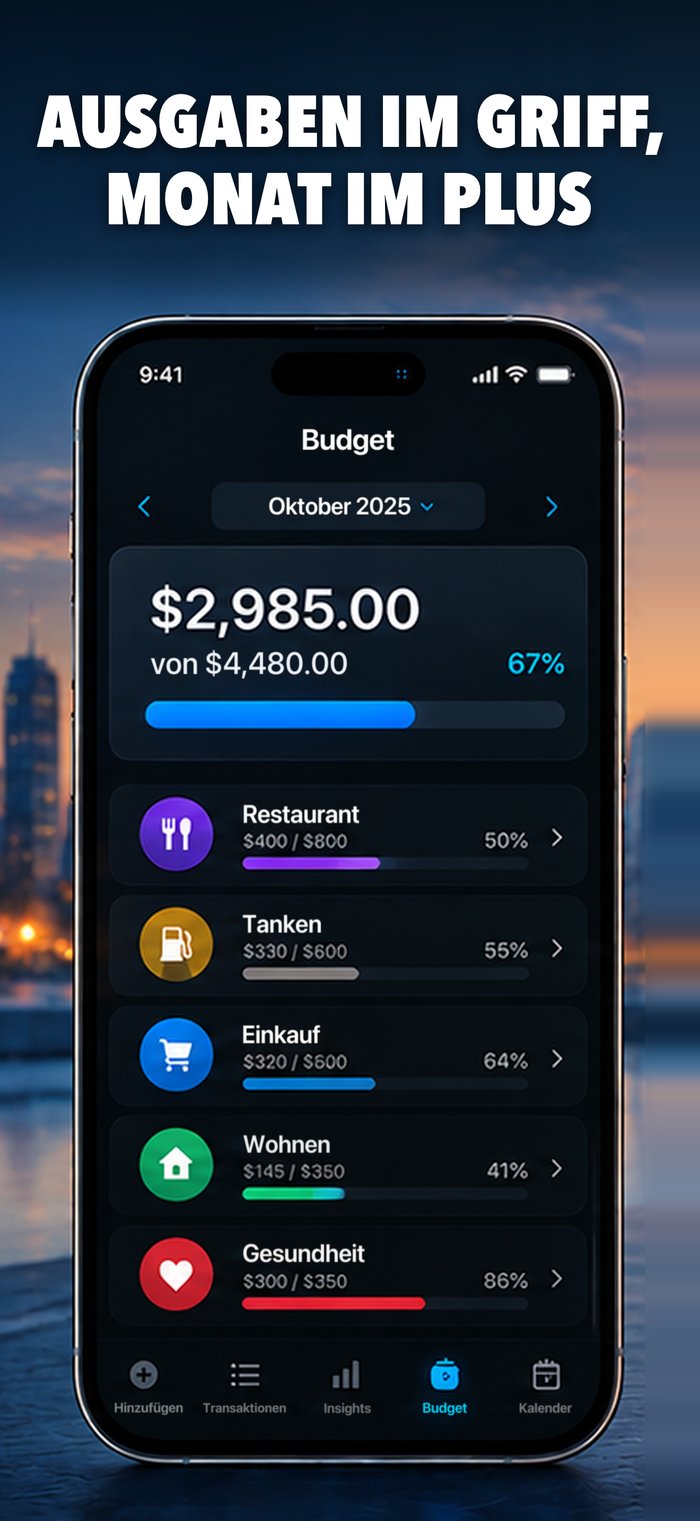 AUSGABEN IM GRIFF,
MONAT IM PLUS
9:41
Budget
Oktober 2025
$2,985.00
von $4,480.00
67%
Restaurant
$400 / $800
50%
Tanken
$330 / $600
55%
Einkauf
$320 / $600
64%
Wohnen
$145 / $350
41%
Gesundheit
$300 / $350
86%
Hinzufügen
Transaktionen
Insights
Budget
Kalender